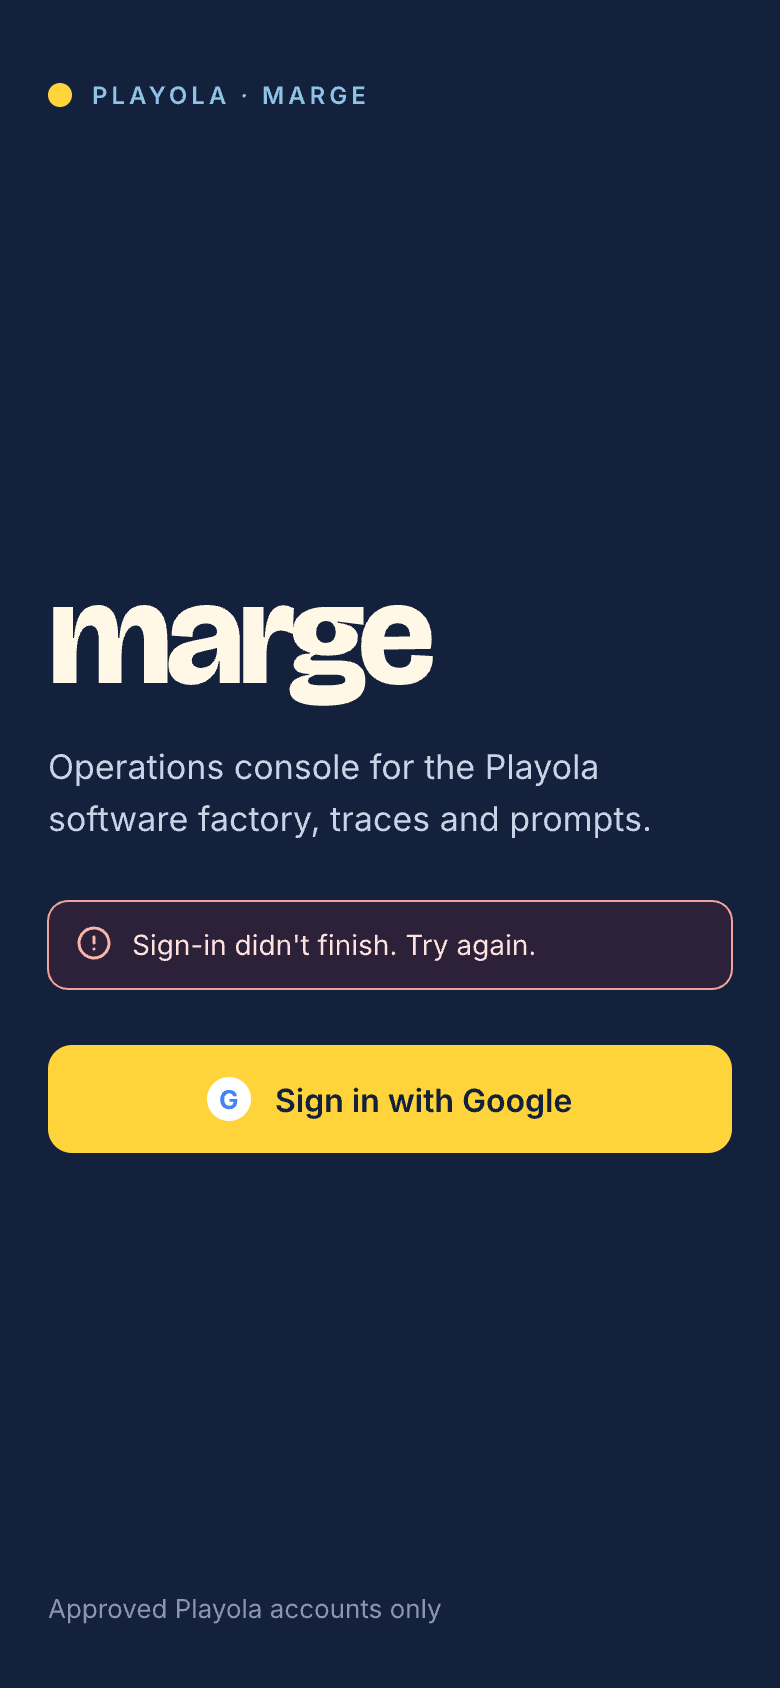 PLAYOLA · MARGE
marge
Operations console for the Playola
software factory, traces and prompts.
Sign-in didn't finish. Try again.
G Sign in with Google
Approved Playola accounts only